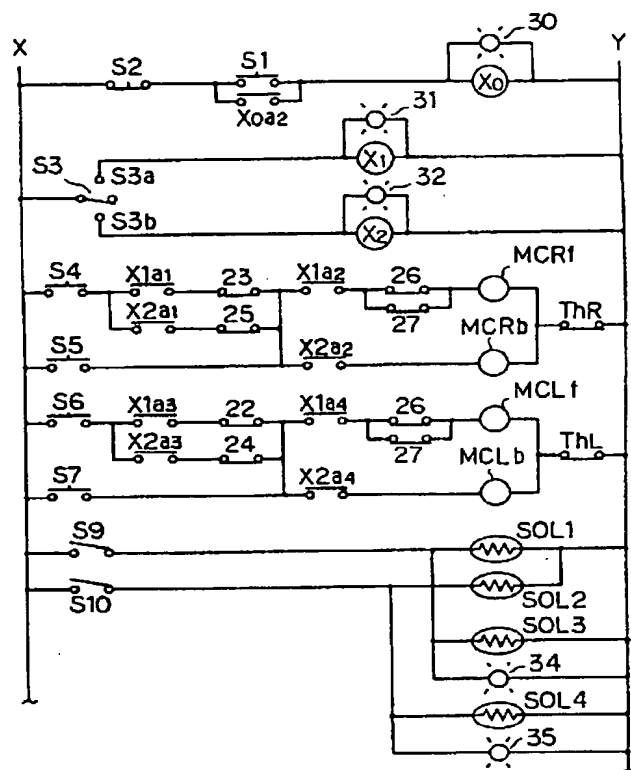 X Y
30
S2 S1 X0
X0a2
31
S3 S3a X1
32
S3b X2
MCRf
S4 X1a1 23 X1a2 26
X2a1 25 27 ThR
MCRb
S5 X2a2
S6 X1a3 22 X1a4 26 MCLf
X2a3 24 27 ThL
MCLb
S7 X2a4
S9 SOL1
S10 SOL2
SOL3
34
SOL4
35